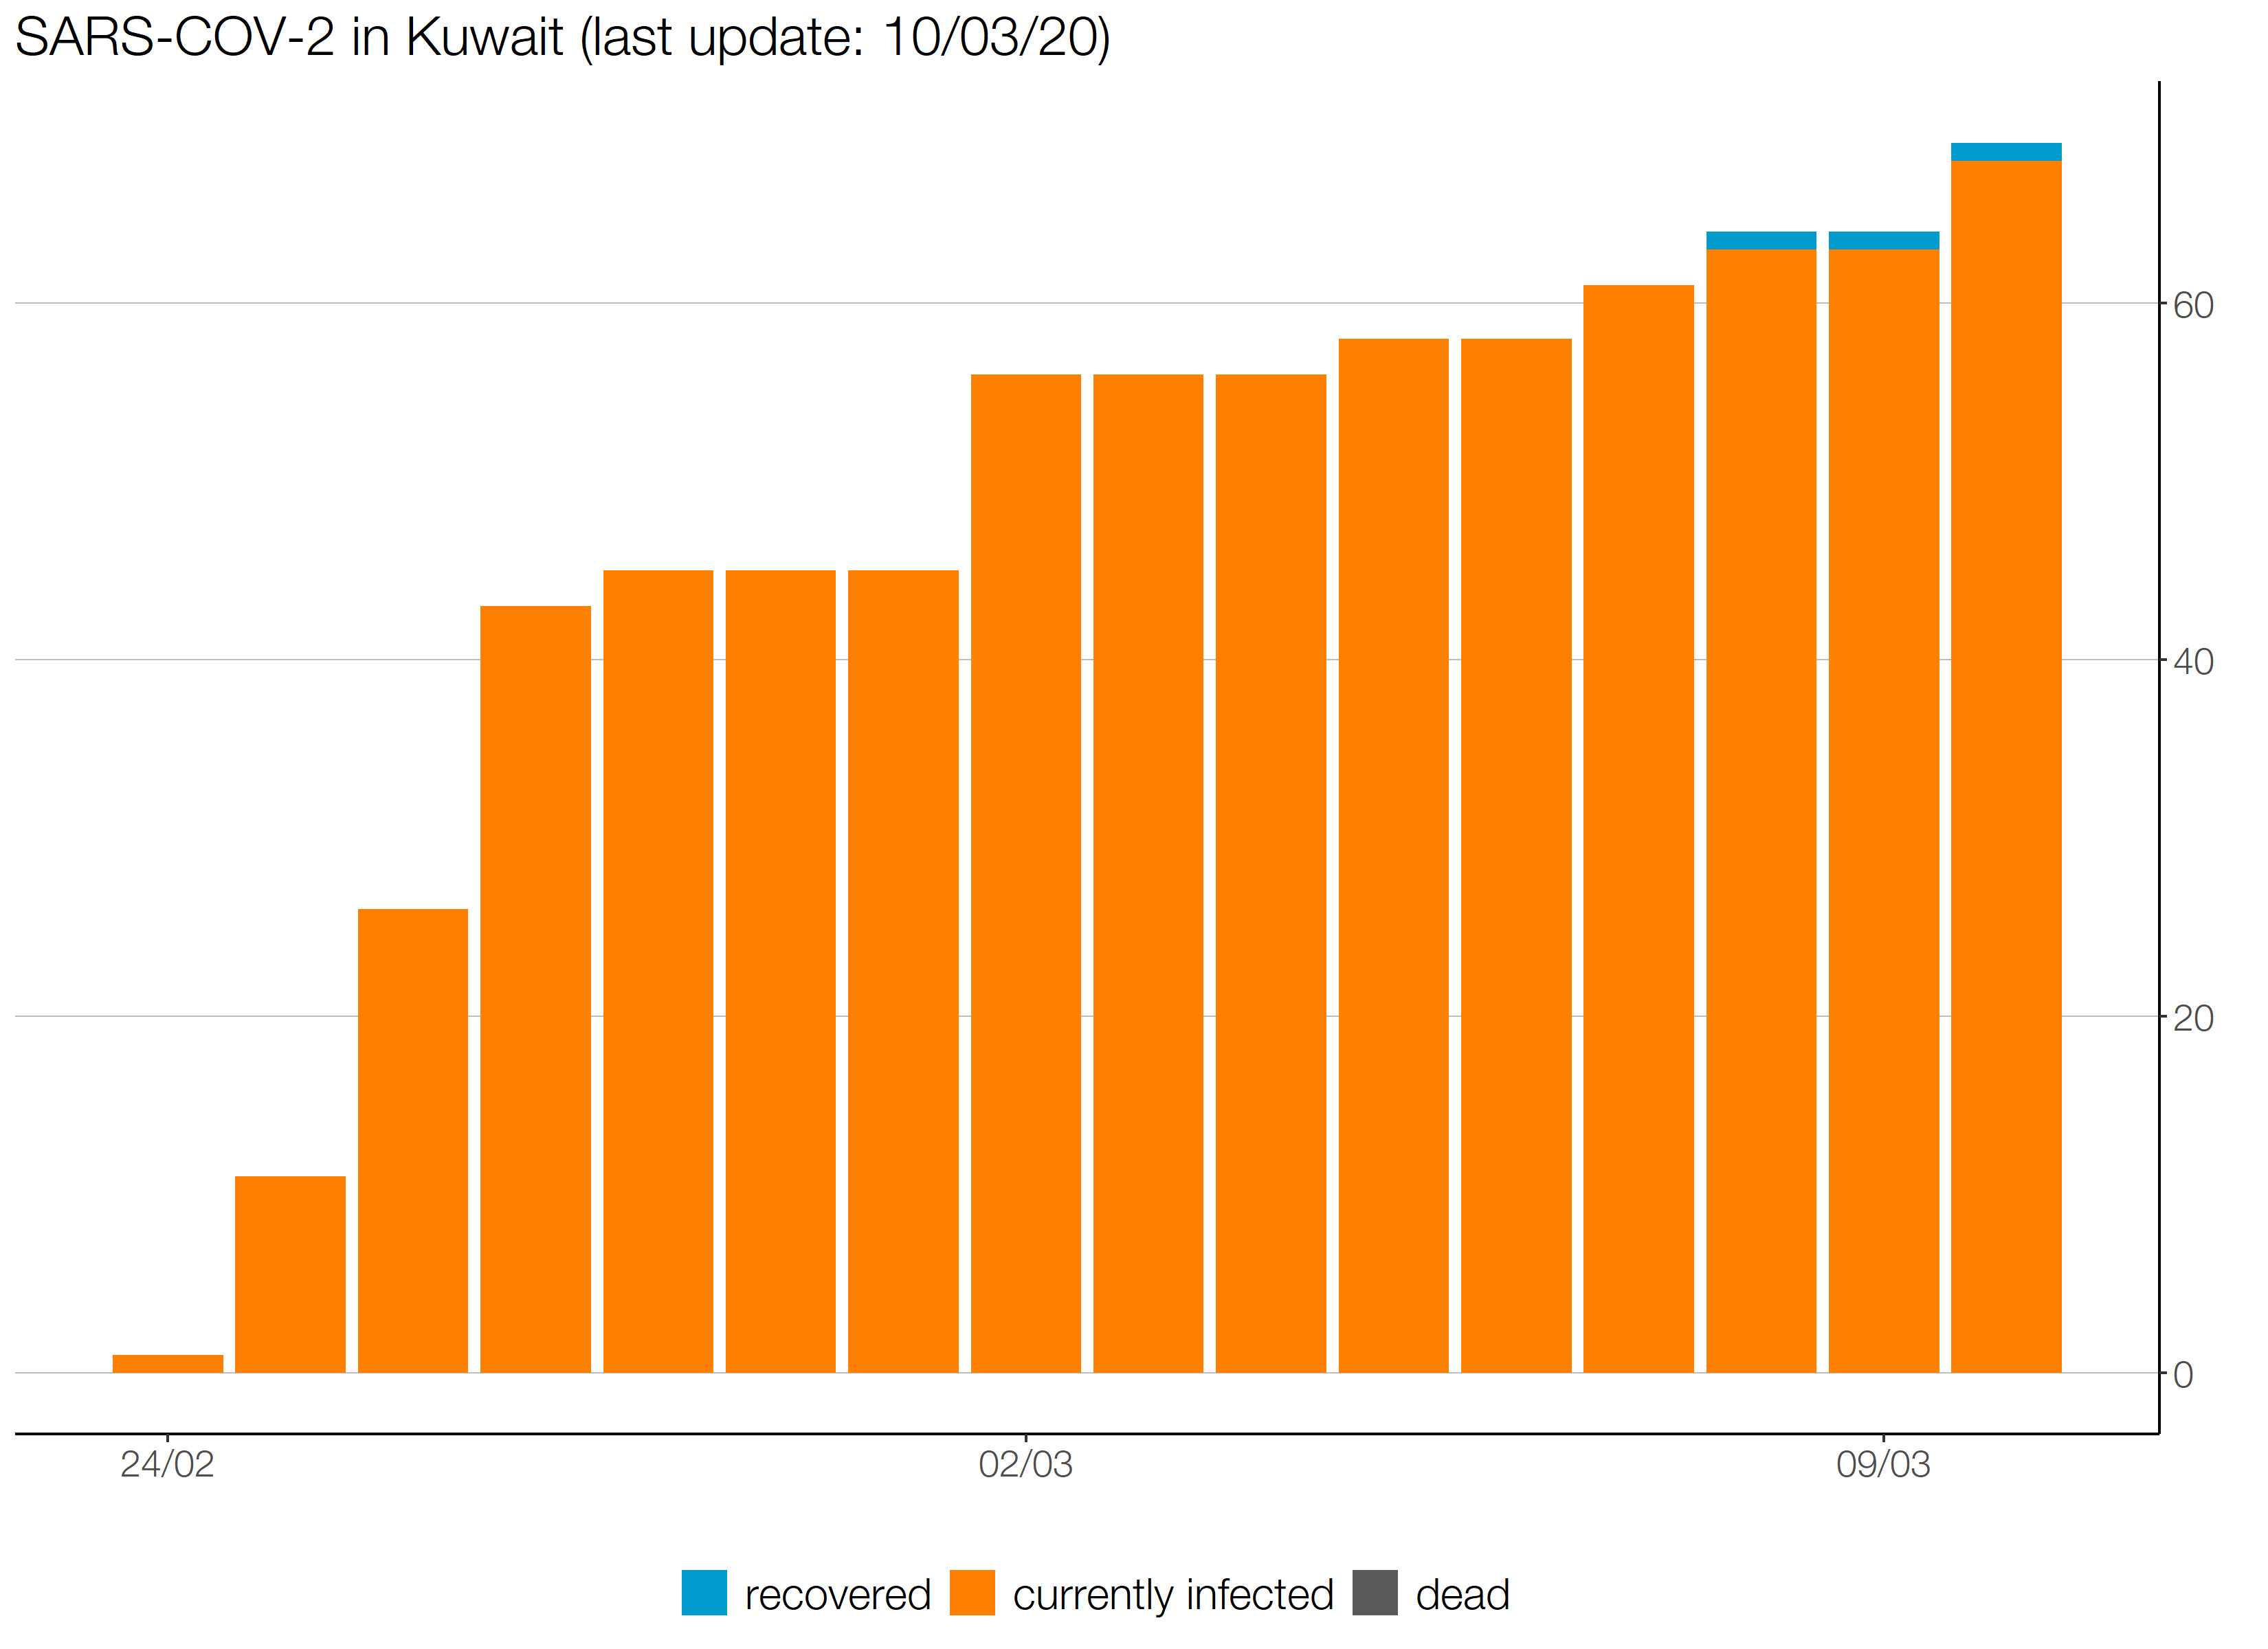 SARS-COV-2 in Kuwait (last update: 10/03/20)
60
40
20
0
24/02 02/03 09/03
recovered currently infected dead